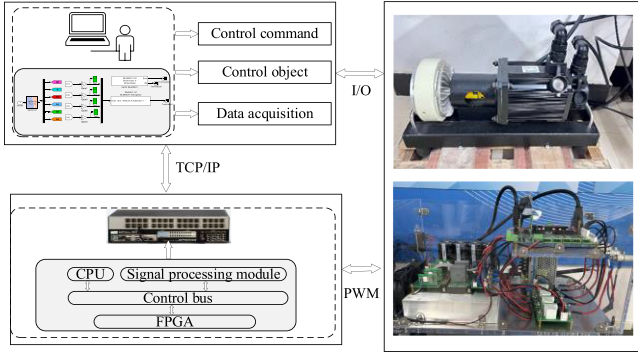 Control command
Control object
Data acquisition
I/O
TCP/IP
CPU
Signal processing module
Control bus
FPGA
PWM